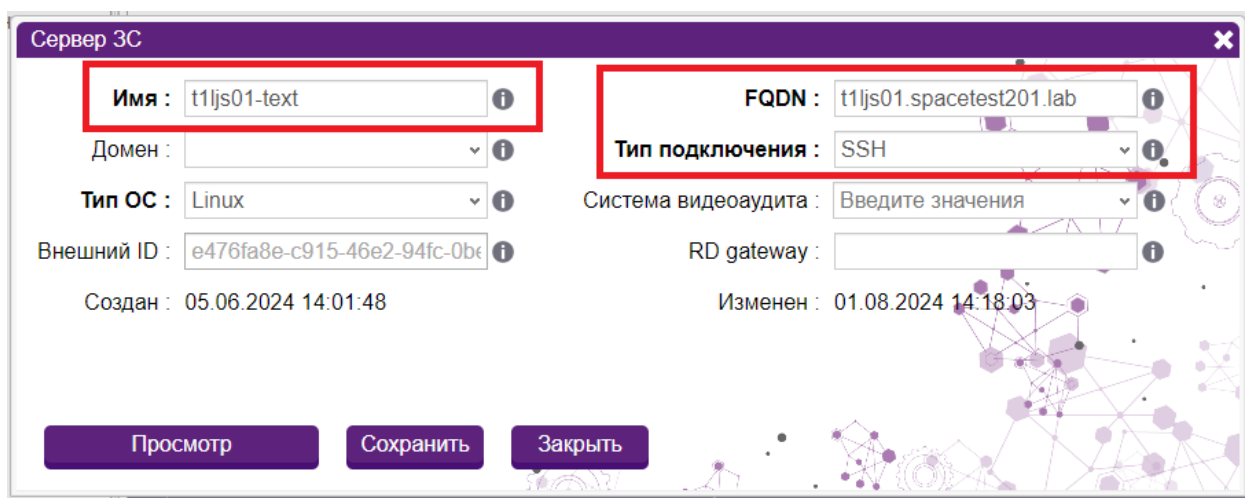 Сервер ЗС
Имя : t1ljs01-text
FQDN : t1ljs01.spacetest201.lab
Домен :
Тип подключения : SSH
Тип ОС : Linux
Система видеоаудита : Введите значения
Внешний ID : e476fa8e-c915-46e2-94fc-0be
RD gateway :
Создан : 05.06.2024 14:01:48
Изменен : 01.08.2024 14:18:03
Просмотр Сохранить Закрыть